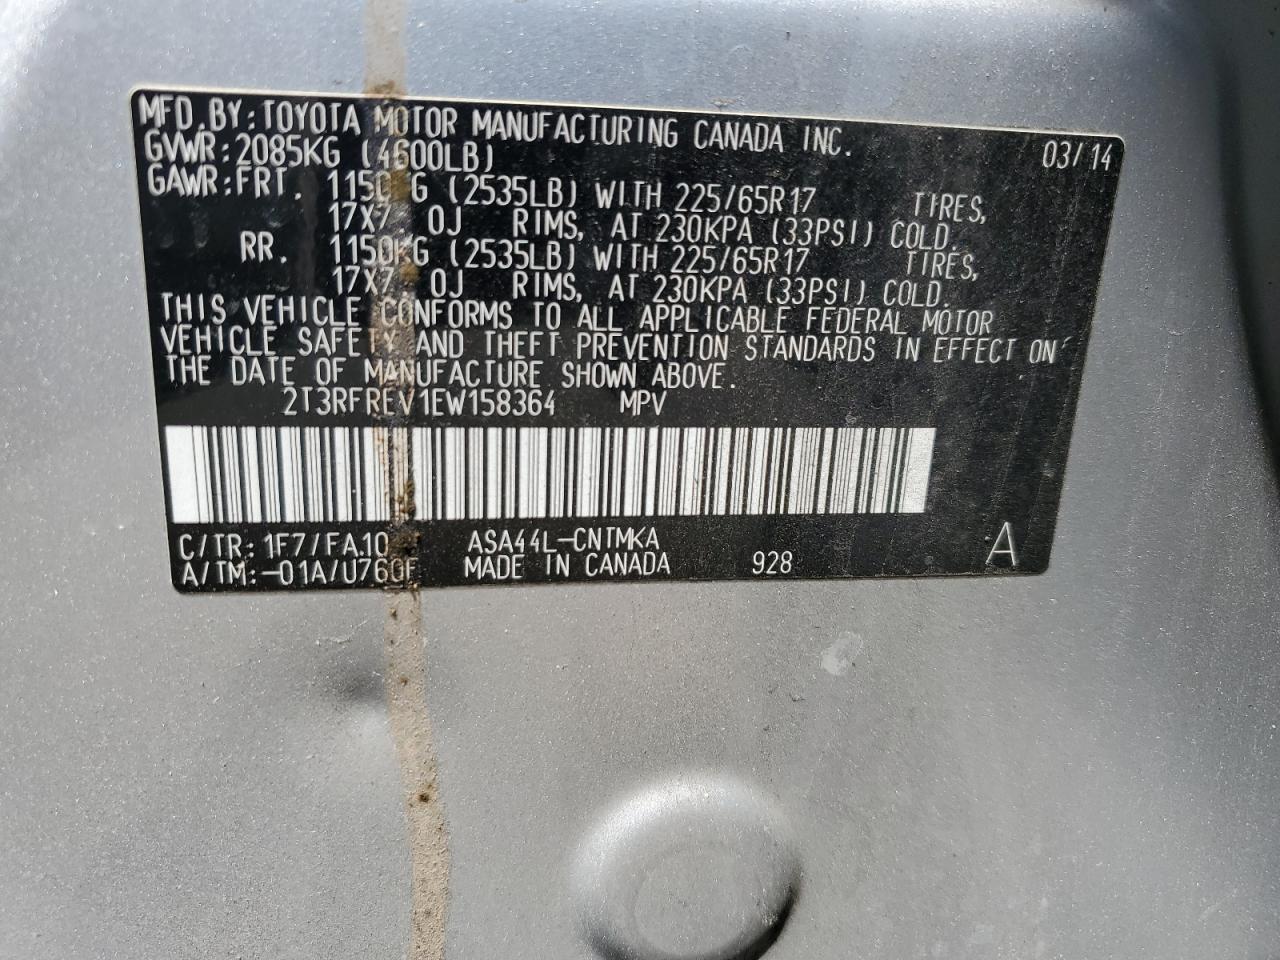 MFD.BY:TOYOTA MOTOR MANUFACTURING CANADA INC.
GVWR:2085KG (4600LB) 03/14
GAWR:FRT. 1150KG (2535LB) WITH 225/65R17 TIRES,
17X7 0J RIMS, AT 230KPA (33PSI) COLD.
RR. 1150KG (2535LB) WITH 225/65R17 TIRES,
17X7 0J RIMS, AT 230KPA (33PSI) COLD.
THIS VEHICLE CONFORMS TO ALL APPLICABLE FEDERAL MOTOR
VEHICLE SAFETY AND THEFT PREVENTION STANDARDS IN EFFECT ON
THE DATE OF MANUFACTURE SHOWN ABOVE.
2T3RFREV1EW158364 MPV
C/TR: 1F7/FA10 ASA44L-CNTMKA
A/TM:-01A/U760F MADE IN CANADA 928 A